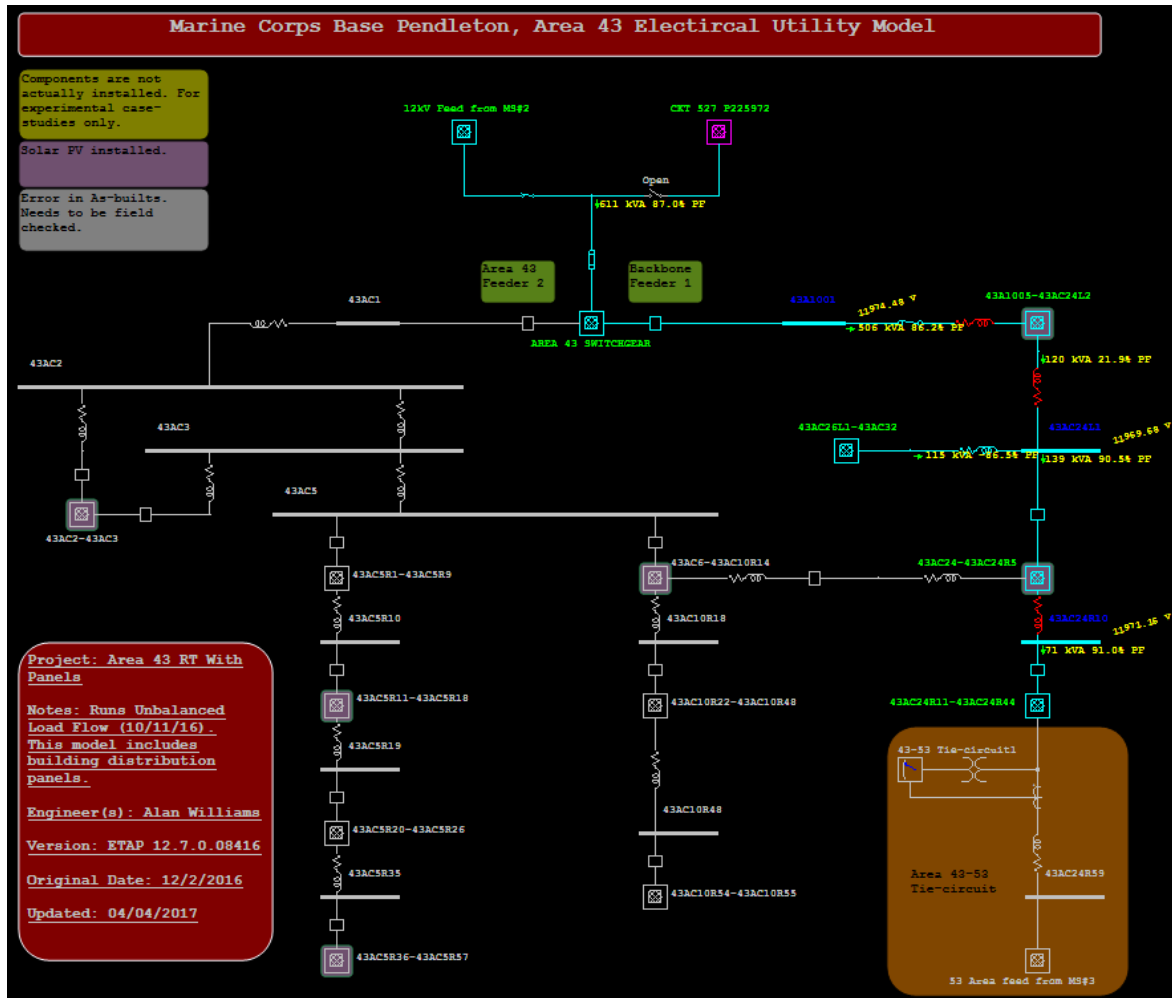 Marine Corps Base Pendleton, Area 43 Electircal Utility Model
Components are not
actually installed. For
experimental case-
studies only.
Solar PV installed.
Error in As-builts.
Needs to be field
checked.
12kV Feed from MS#2
CKT 527 P225972
Open
611 kVA 87.0% PF
Area 43
Feeder 2
Backbone
Feeder 1
43AC1
43A1001
11974.48 V
506 kVA 86.2% PF
43A1005-43AC24L2
AREA 43 SWITCHGEAR
120 kVA 21.9% PF
43AC2
43AC3
43AC26L1-43AC32
43AC24L1
11969.68 V
115 kVA -86.5% PF
139 kVA 90.5% PF
43AC5
43AC2-43AC3
43AC5R1-43AC5R9
43AC6-43AC10R14
43AC24-43AC24R5
43AC5R10
43AC10R18
43AC24R10
11971.16 V
71 kVA 91.0% PF
43AC5R11-43AC5R18
43AC10R22-43AC10R48
43AC24R11-43AC24R44
43AC5R19
43-53 Tie-circuit1
43AC10R48
43AC5R20-43AC5R26
43AC5R35
43AC10R54-43AC10R55
Area 43-53
Tie-circuit
43AC24R59
43AC5R36-43AC5R57
53 Area feed from MS#3
Project: Area 43 RT With
Panels
Notes: Runs Unbalanced
Load Flow (10/11/16).
This model includes
building distribution
panels.
Engineer(s): Alan Williams
Version: ETAP 12.7.0.08416
Original Date: 12/2/2016
Updated: 04/04/2017